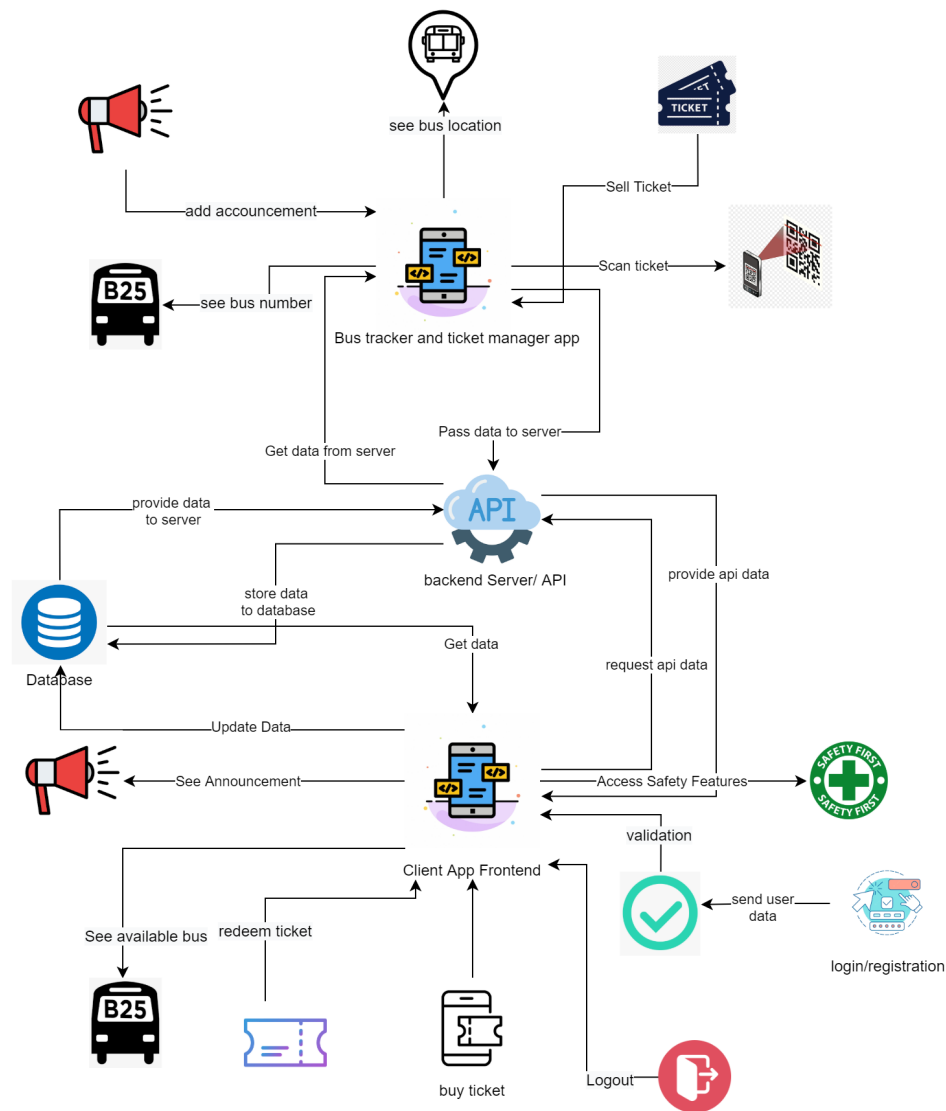 see bus location
TICKET
Sell Ticket
add accouncement
Scan ticket
B25
see bus number
</>
</>
Bus tracker and ticket manager app
Pass data to server
Get data from server
provide data
to server
API
backend Server/ API
provide api data
store data
to database
Get data
request api data
Database
Update Data
</>
</>
See Announcement
Access Safety Features
SAFETY FIRST
SAFETY FIRST
validation
Client App Frontend
send user
data
See available bus
redeem ticket
login/registration
B25
buy ticket
Logout